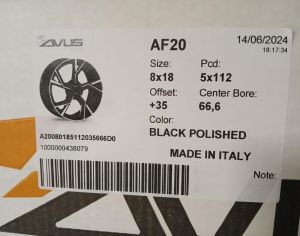 AVUS
AF20
14/06/2024
18:17:34
Size: Pcd:
8x18 5x112
Offset: Center Bore:
+35 66,6
Color:
BLACK POLISHED
A20080185112035666D0
1000000438079
MADE IN ITALY
Note: